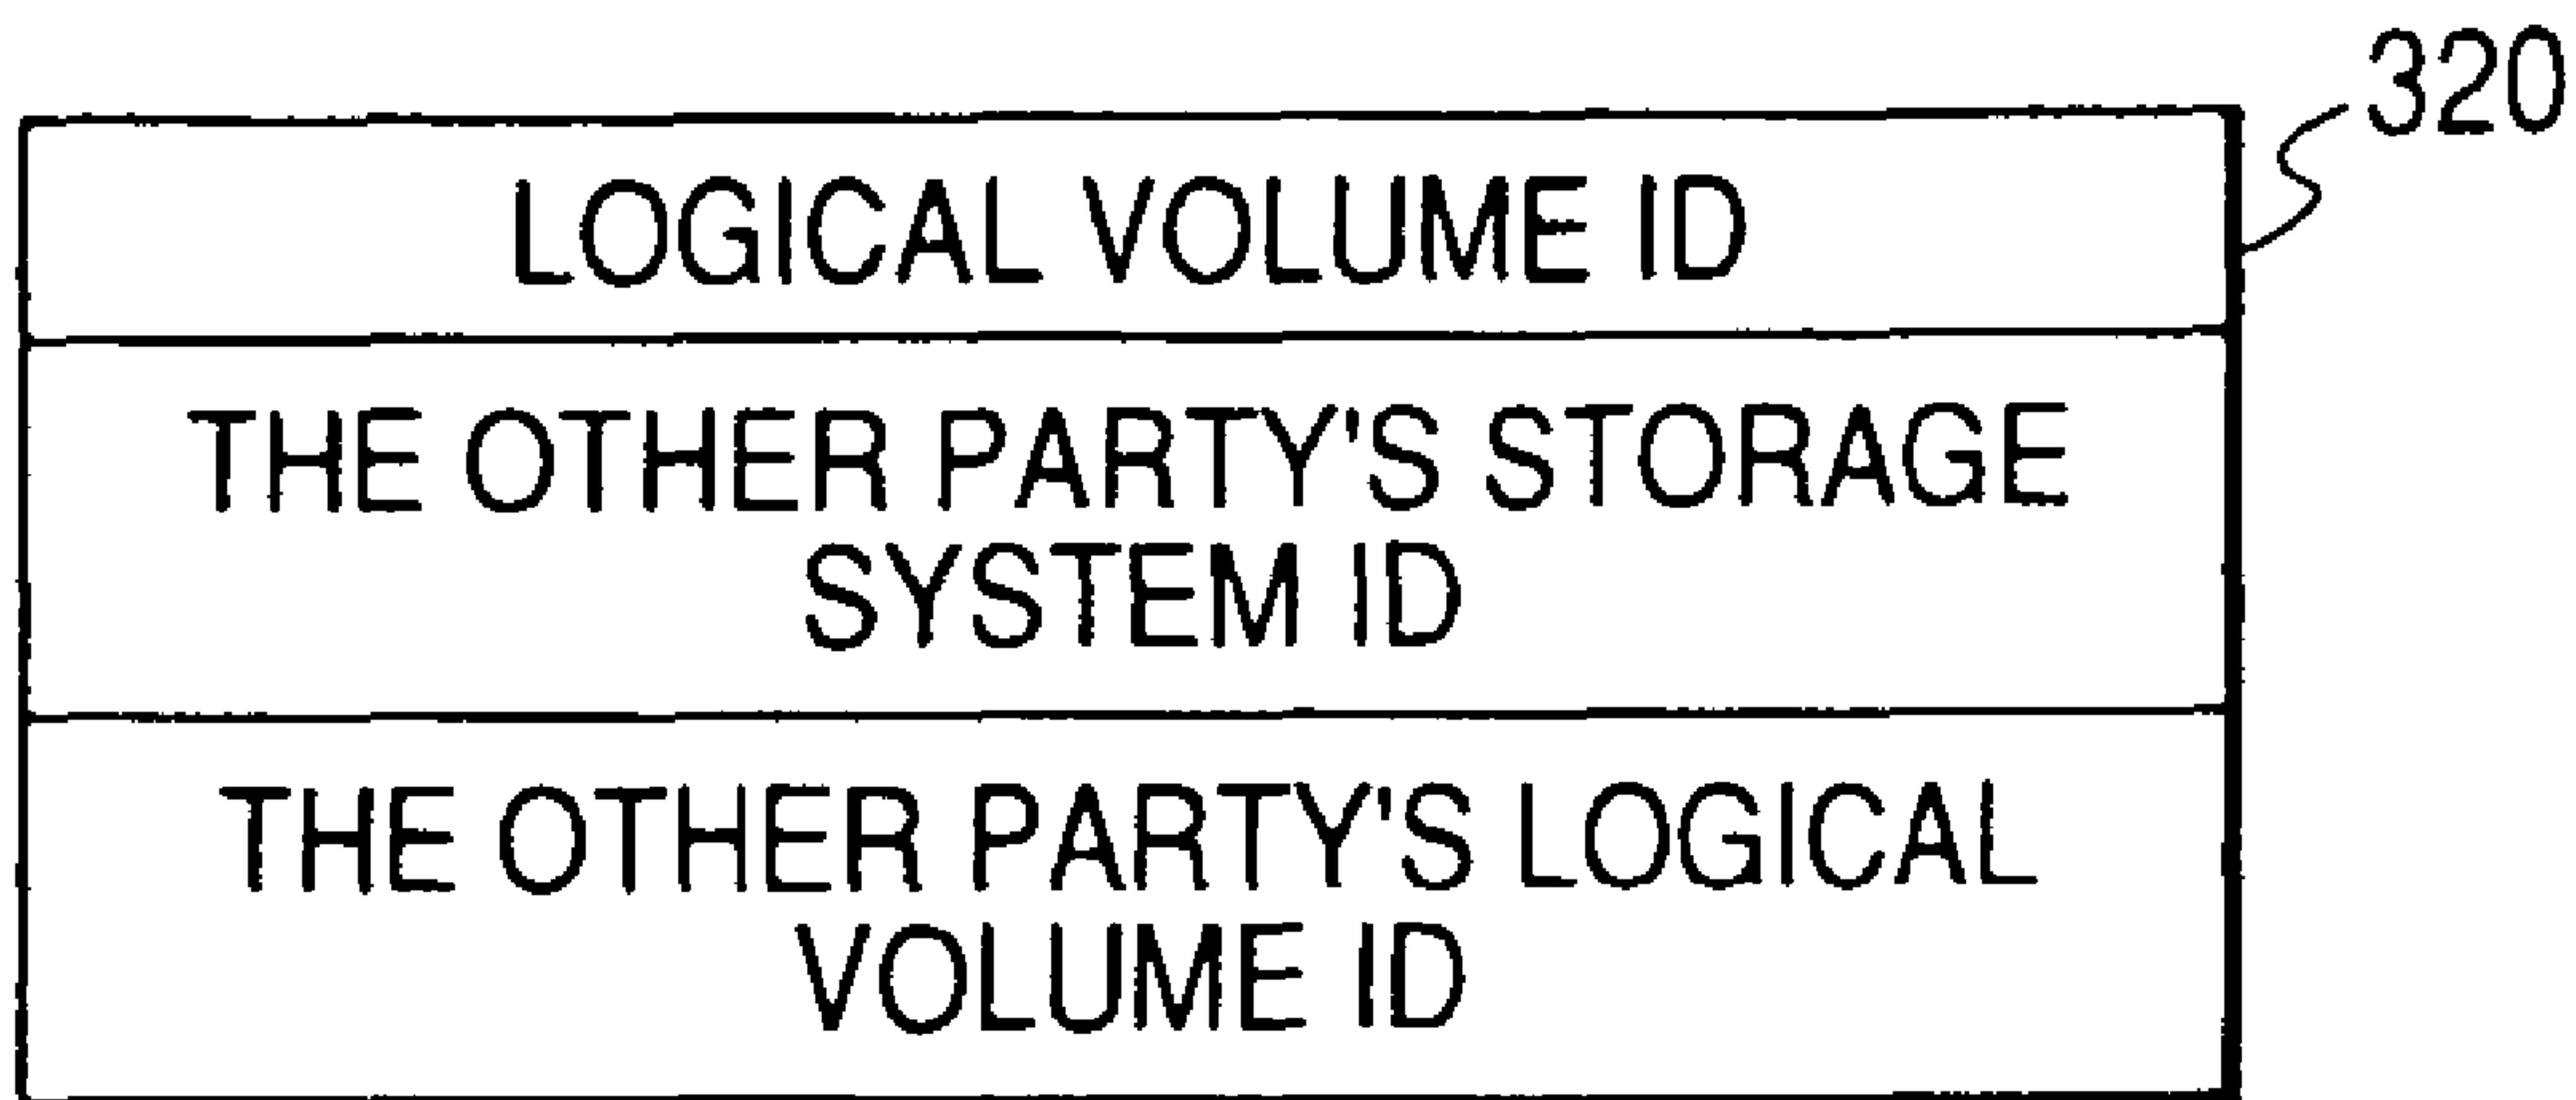 320
LOGICAL VOLUME ID
THE OTHER PARTY'S STORAGE
SYSTEM ID
THE OTHER PARTY'S LOGICAL
VOLUME ID